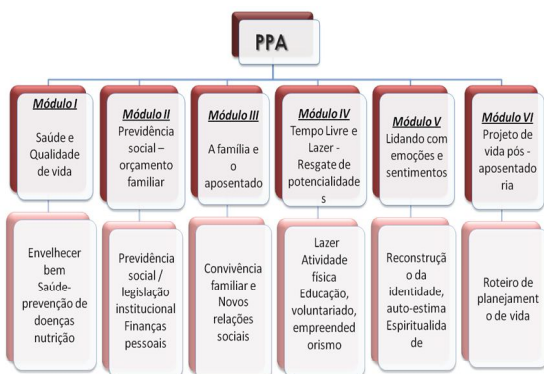 PPA
Módulo I
Saúde e
Qualidade
de vida
Módulo II
Previdência
social –
orçamento
familiar
Módulo III
A família e
o
aposentado
Módulo IV
Tempo Livre e
Lazer -
Resgate de
potencialidade
s
Módulo V
Lidando com
emoções e
sentimentos
Módulo VI
Projeto de
vida pós -
aposentado
ria
Envelhecer
bem
Saúde-
prevenção de
doenças
nutrição
Previdência
social /
legislação
institucional
Finanças
pessoais
Convivência
familiar e
Novos
relações
sociais
Lazer
Atividade
física
Educação,
voluntariado,
empreended
orismo
Reconstruçã
o da
identidade,
auto-estima
Espiritualida
de
Roteiro de
planejament
o de vida